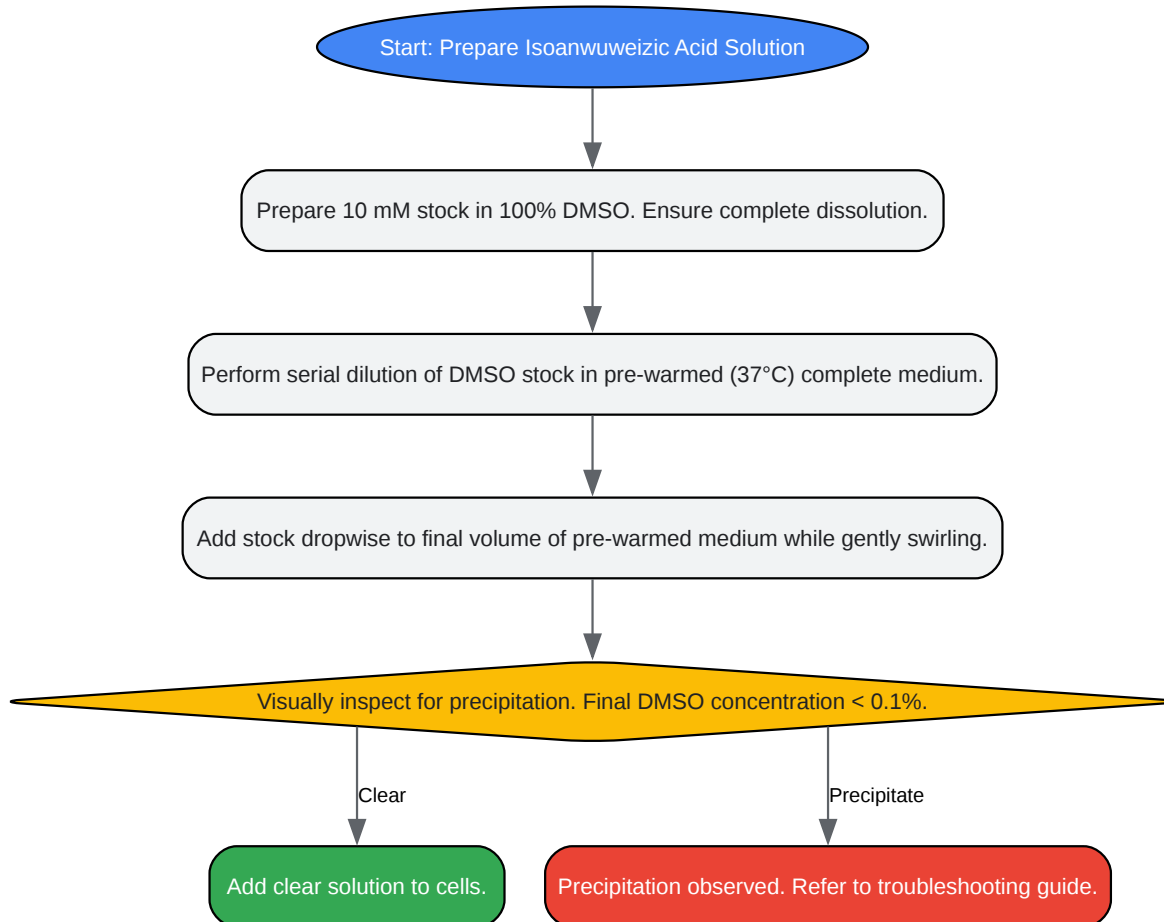 Start: Prepare Isoanwuweizic Acid Solution
Prepare 10 mM stock in 100% DMSO. Ensure complete dissolution.
Perform serial dilution of DMSO stock in pre-warmed (37°C) complete medium.
Add stock dropwise to final volume of pre-warmed medium while gently swirling.
Visually inspect for precipitation. Final DMSO concentration < 0.1%.
Clear
Precipitate
Add clear solution to cells.
Precipitation observed. Refer to troubleshooting guide.